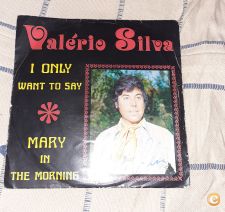 Valério Silva
I ONLY
WANT TO SAY
MARY
IN
THE MORNING